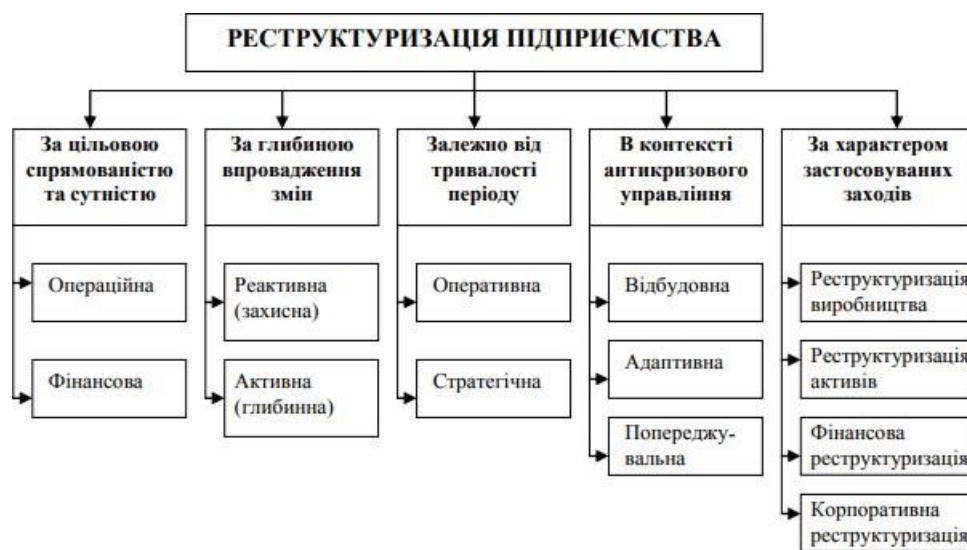 РЕСТРУКТУРИЗАЦІЯ ПІДПРИЄМСТВА
За цільовою
спрямованістю
та сутністю
Операційна
Фінансова
За глибиною
впровадження
змін
Реактивна
(захисна)
Активна
(глибинна)
Залежно від
тривалості
періоду
Оперативна
Стратегічна
В контексті
антикризового
управління
Відбудовна
Адаптивна
Попереджу-
вальна
За характером
застосовуваних
заходів
Реструктуризація
виробництва
Реструктуризація
активів
Фінансова
реструктуризація
Корпоративна
реструктуризація